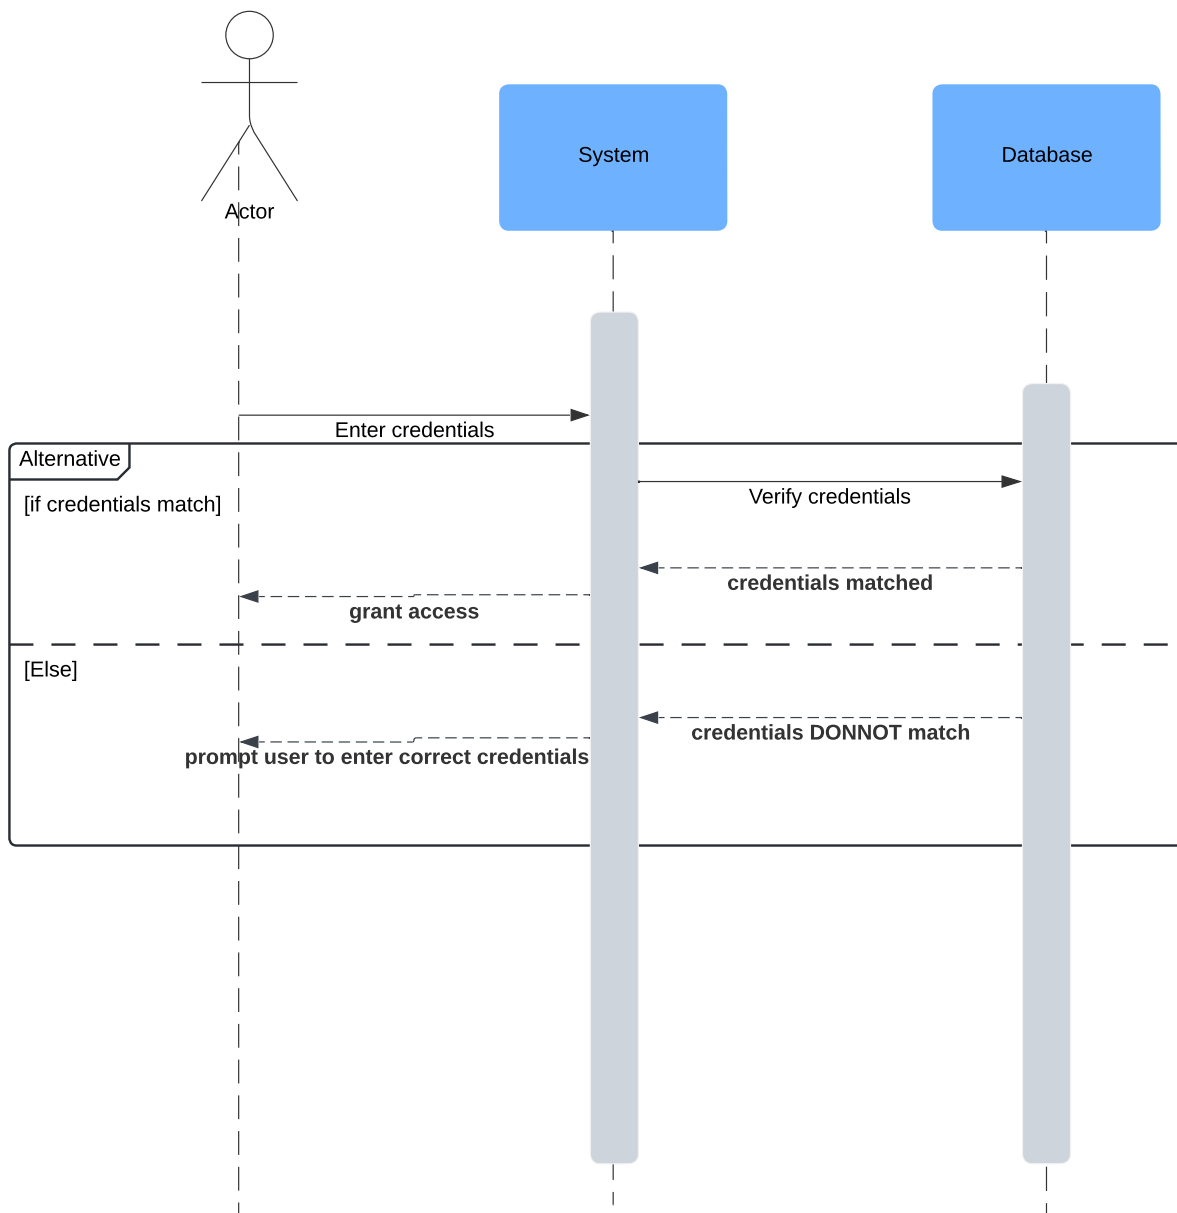 Actor
System
Database
Enter credentials
Alternative
[if credentials match]
Verify credentials
credentials matched
grant access
[Else]
credentials DONNOT match
prompt user to enter correct credentials